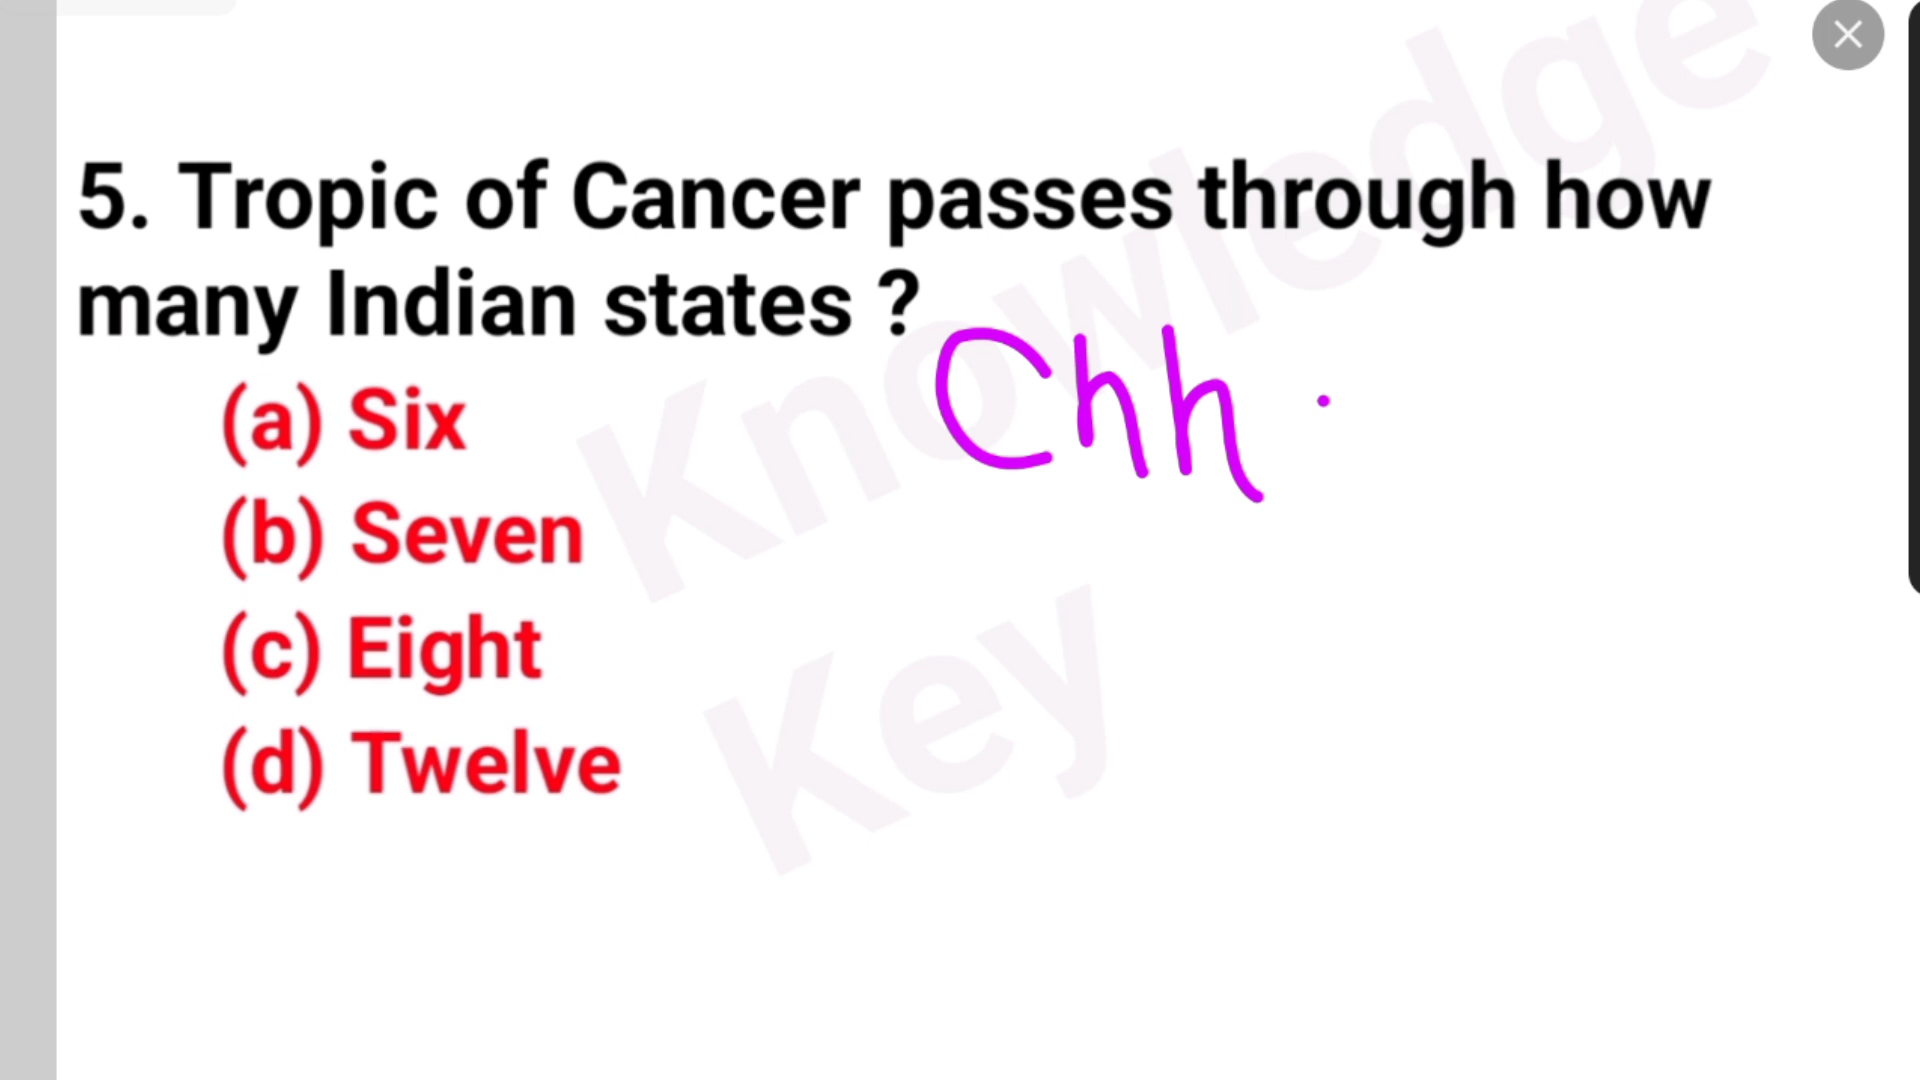 5. Tropic of Cancer passes through how
many Indian states ?
Chh .
(a) Six
(b) Seven
(c) Eight
(d) Twelve
Knowledge
Key